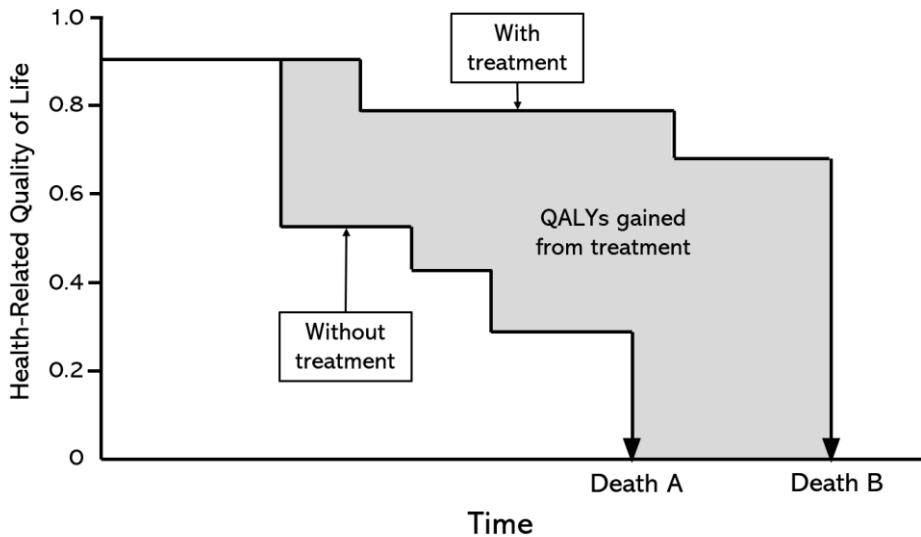 Health-Related Quality of Life
1.0
0.8
0.6
0.4
0.2
0
With
treatment
QALYs gained
from treatment
Without
treatment
Death A
Death B
Time